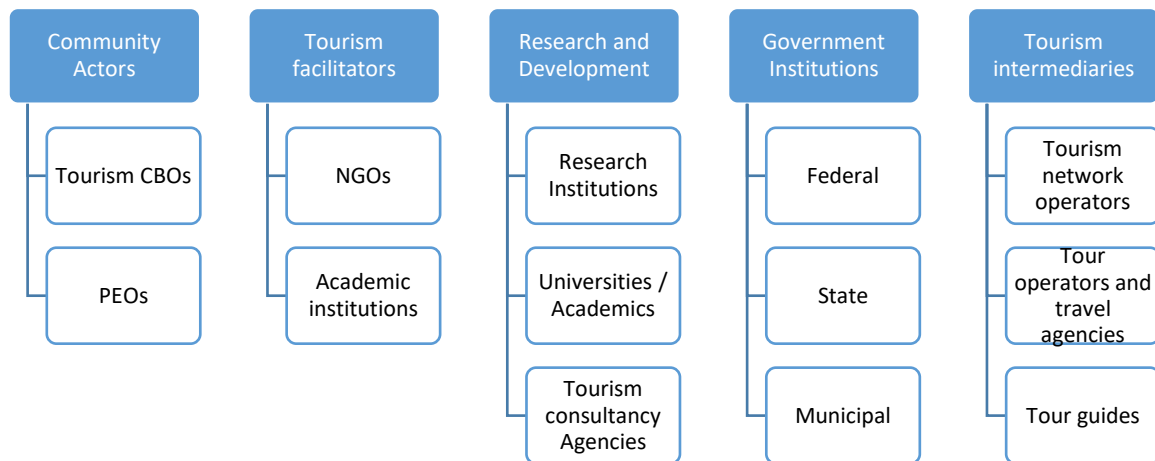 Community
Actors
Tourism CBOs
PEOs
Tourism
facilitators
NGOs
Academic
institutions
Research and
Development
Research
Institutions
Universities /
Academics
Tourism
consultancy
Agencies
Government
Institutions
Federal
State
Municipal
Tourism
intermediaries
Tourism
network
operators
Tour
operators and
travel
agencies
Tour guides